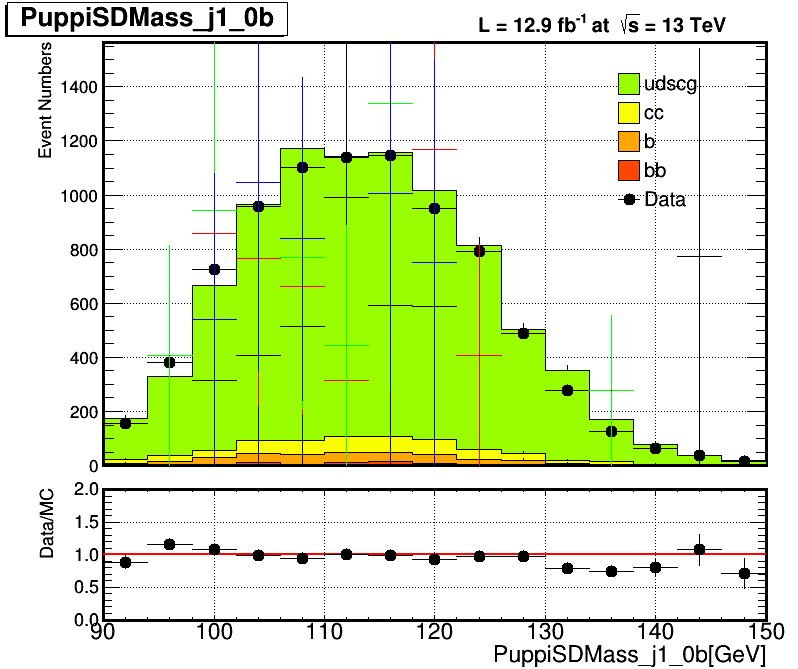 PuppiSDMass_j1_0b
L = 12.9 fb⁻¹ at √s = 13 TeV
Event Numbers
1400
1200
1000
800
600
400
200
0
udscg
cc
b
bb
Data
Data/MC
2.0
1.5
1.0
0.5
0.0
90 100 110 120 130 140 150
PuppiSDMass_j1_0b[GeV]